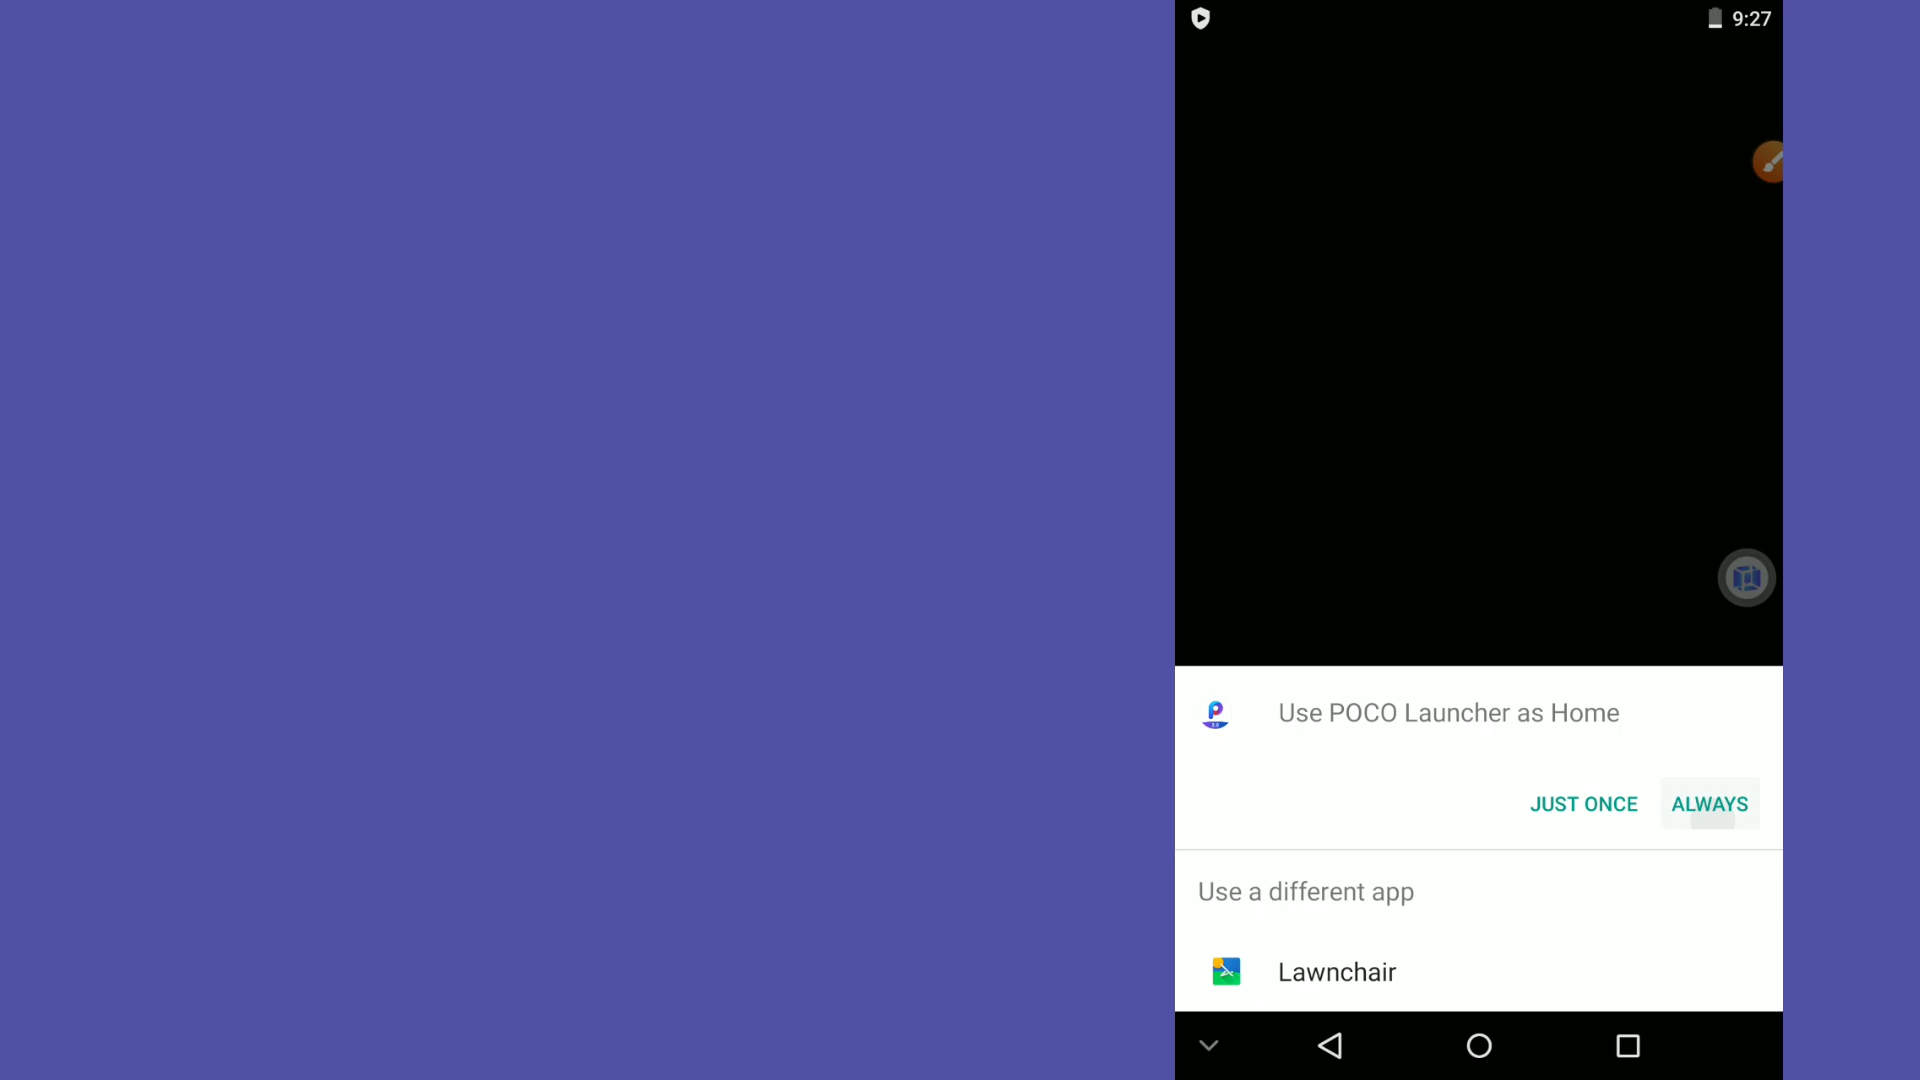 9:27
Use POCO Launcher as Home
JUST ONCE
ALWAYS
Use a different app
Lawnchair